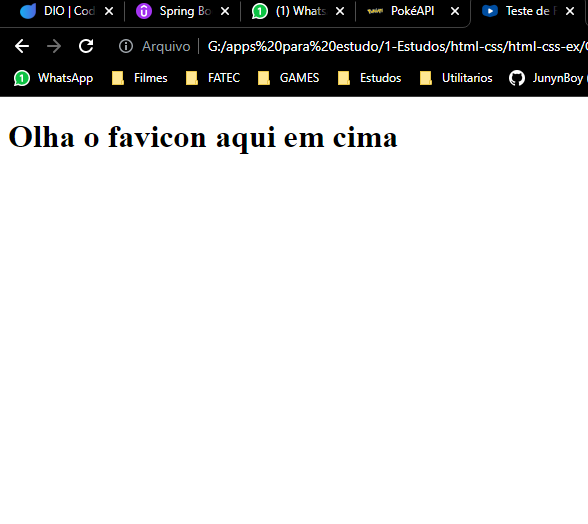 DIO | Cod
Spring Bo
(1) Whats
PokéAPI
Teste de F
Arquivo
G:/apps%20para%20estudo/1-Estudos/html-css/html-css-ex/
1 WhatsApp
Filmes
FATEC
GAMES
Estudos
Utilitarios
JunynBoy
Olha o favicon aqui em cima